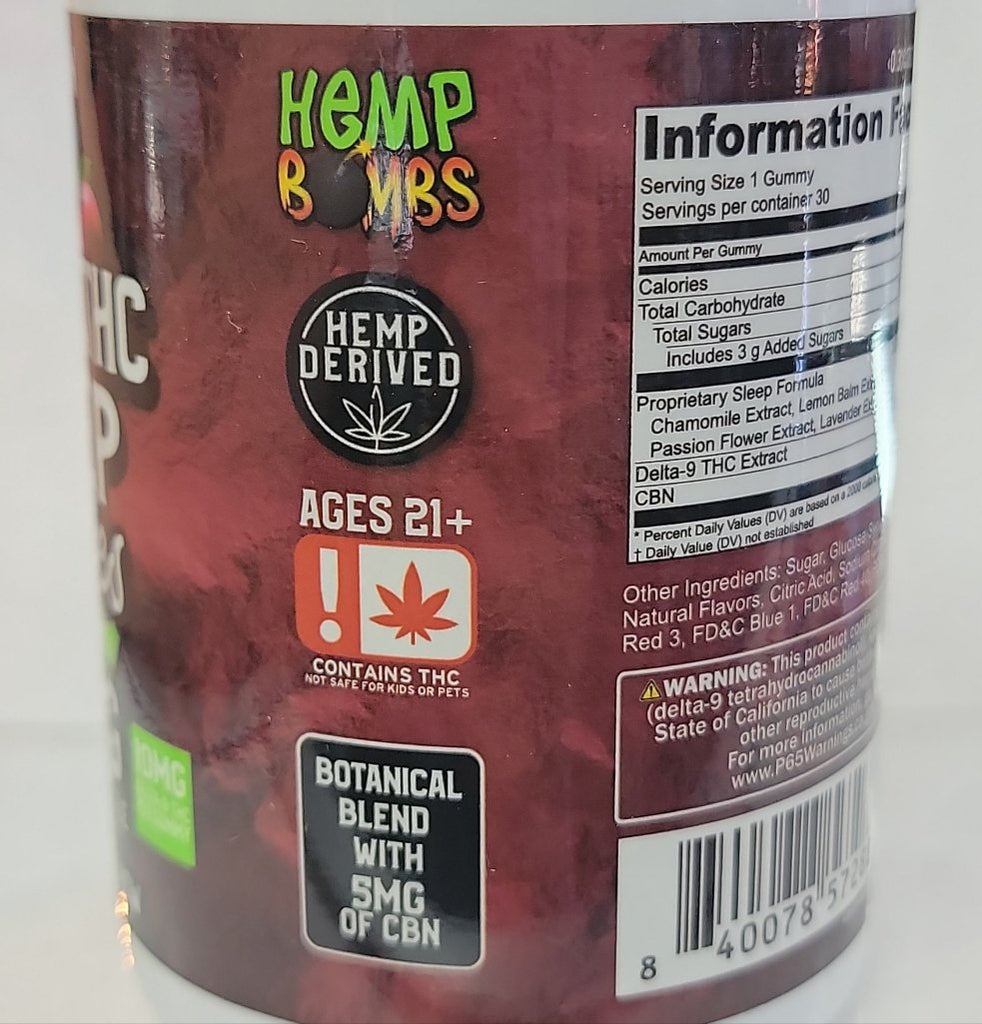 HEMP
BOMBS
HEMP
DERIVED
AGES 21+
!
CONTAINS THC
NOT SAFE FOR KIDS OR PETS
BOTANICAL
BLEND
WITH
5MG
OF CBN
THC
10MG
Information
Serving Size 1 Gummy
Servings per container 30
Amount Per Gummy
Calories
Total Carbohydrate
Total Sugars
Includes 3 g Added Sugars
Proprietary Sleep Formula
Chamomile Extract, Lemon Balm
Passion Flower Extract, Lavender
Delta-9 THC Extract
CBN
* Percent Daily Values (DV) are based on a 2000
† Daily Value (DV) not established
Other Ingredients: Sugar, Glucose
Natural Flavors, Citric Acid,
Red 3, FD&C Blue 1, FD&C Red
WARNING: This product
(delta-9 tetrahydrocannabinol
State of California to cause
other reproductive
For more information,
www.P65Warnings
8 40078 572